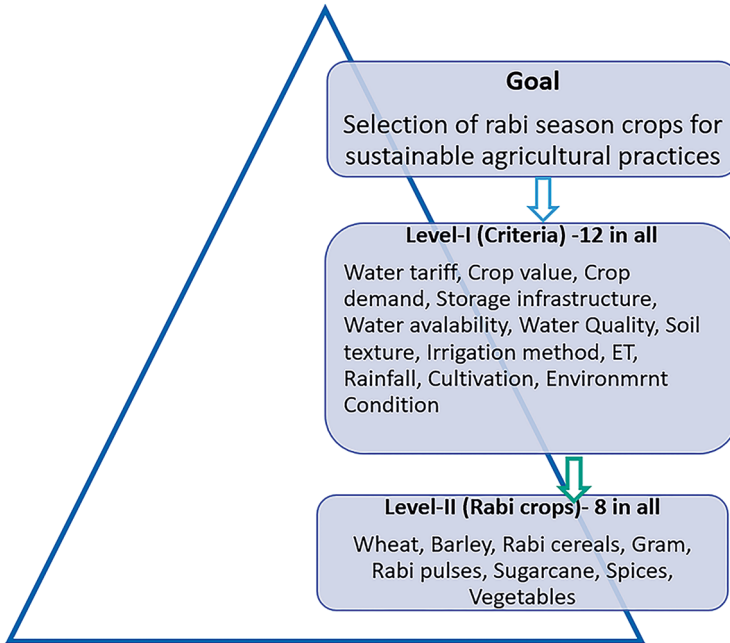 Goal
Selection of rabi season crops for
sustainable agricultural practices
Level-I (Criteria) -12 in all
Water tariff, Crop value, Crop
demand, Storage infrastructure,
Water avalability, Water Quality, Soil
texture, Irrigation method, ET,
Rainfall, Cultivation, Environmrnt
Condition
Level-II (Rabi crops)- 8 in all
Wheat, Barley, Rabi cereals, Gram,
Rabi pulses, Sugarcane, Spices,
Vegetables